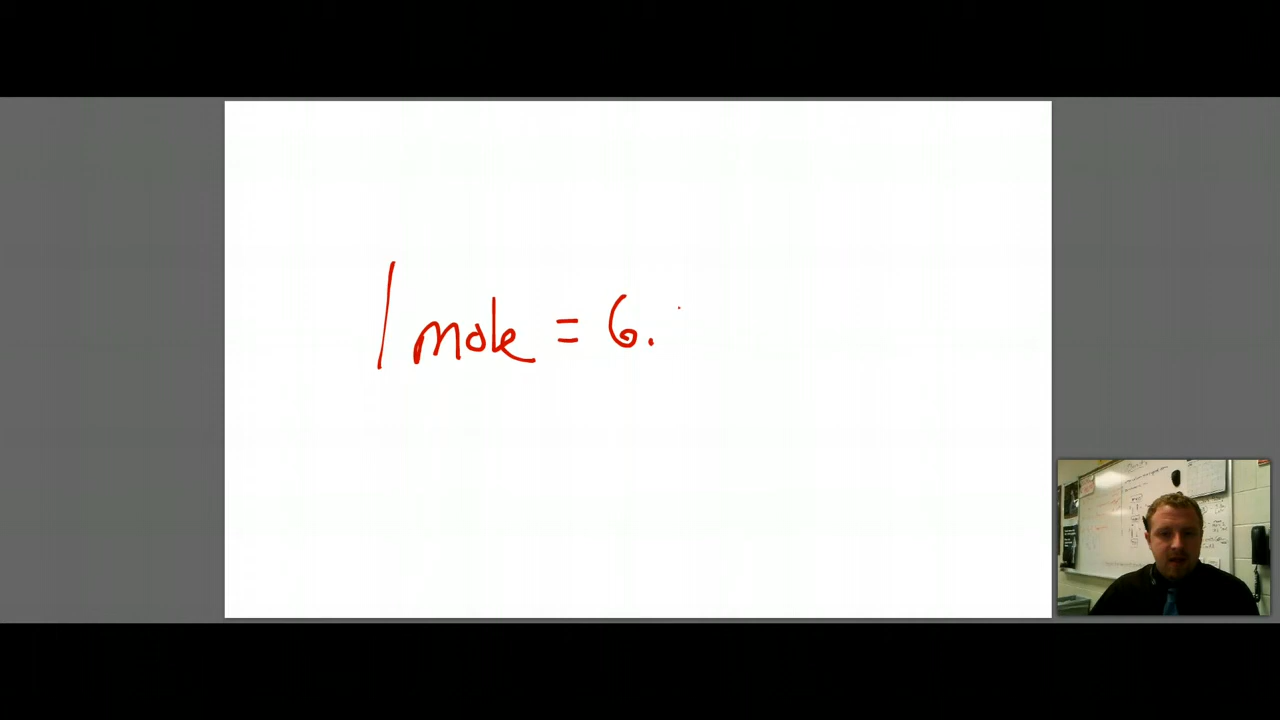 1 mole = 6.